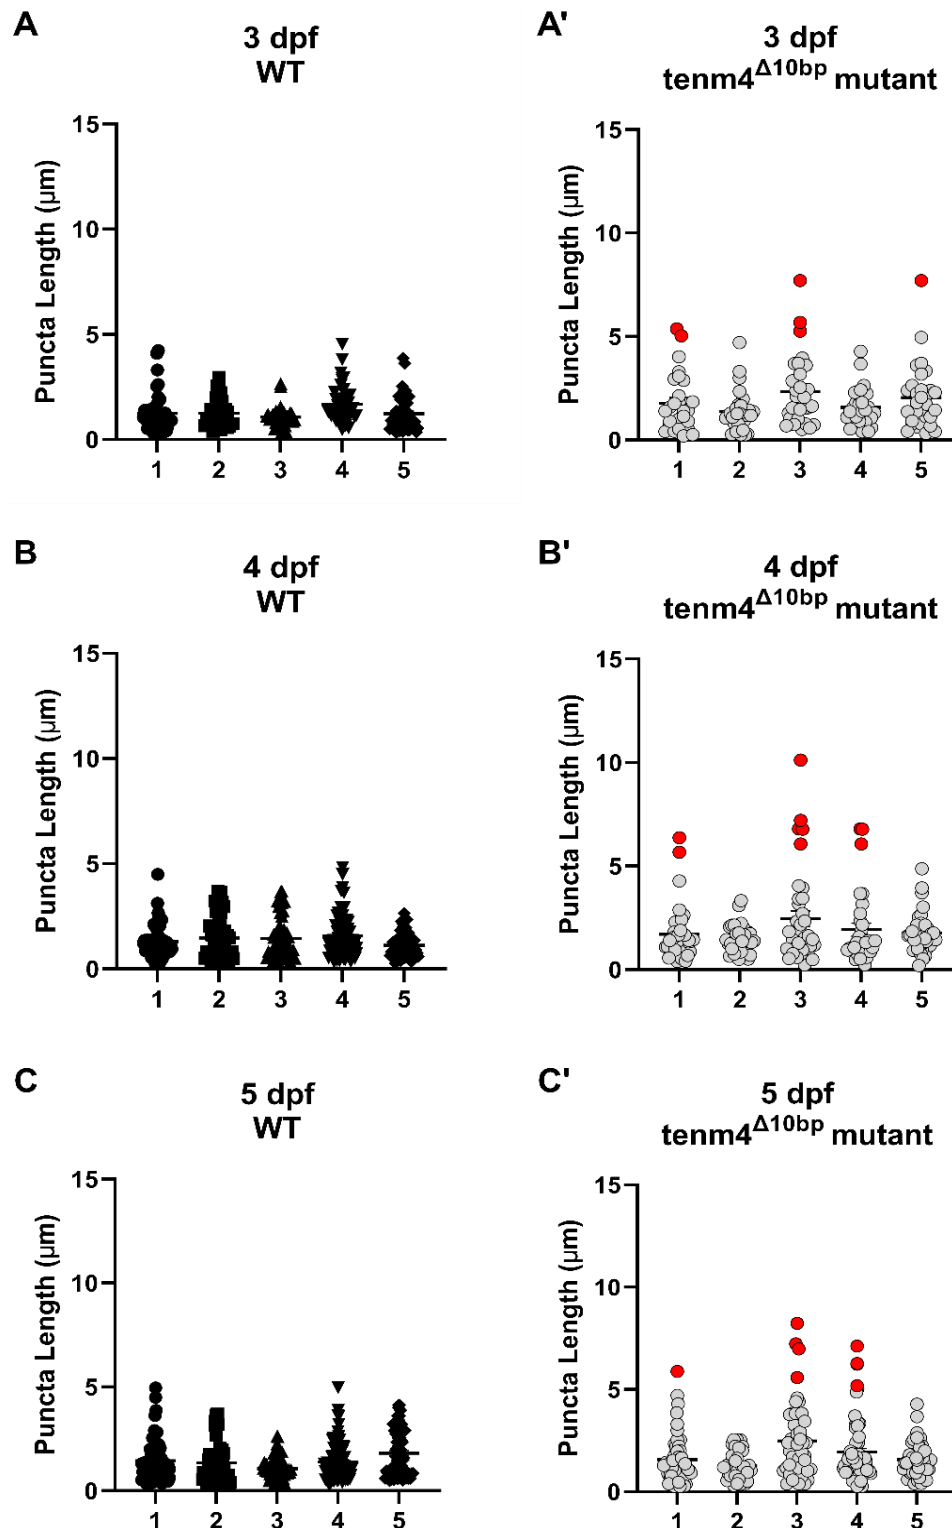 A
3 dpf
WT
Puncta Length (μm)
15
10
5
0
1 2 3 4 5
A'
3 dpf
tenm4Δ10bp mutant
Puncta Length (μm)
15
10
5
0
1 2 3 4 5
B
4 dpf
WT
Puncta Length (μm)
15
10
5
0
1 2 3 4 5
B'
4 dpf
tenm4Δ10bp mutant
Puncta Length (μm)
15
10
5
0
1 2 3 4 5
C
5 dpf
WT
Puncta Length (μm)
15
10
5
0
1 2 3 4 5
C'
5 dpf
tenm4Δ10bp mutant
Puncta Length (μm)
15
10
5
0
1 2 3 4 5